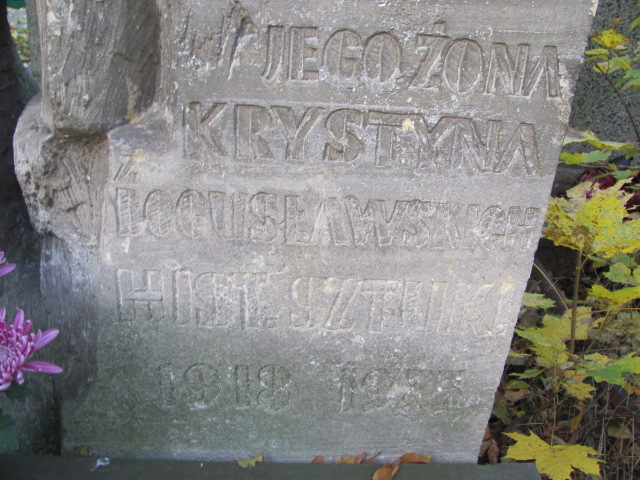 I JEGO ŻONA
KRYSTYNA
Z
BOGUSŁAWSKICH
HIST. SZTUKI
1918